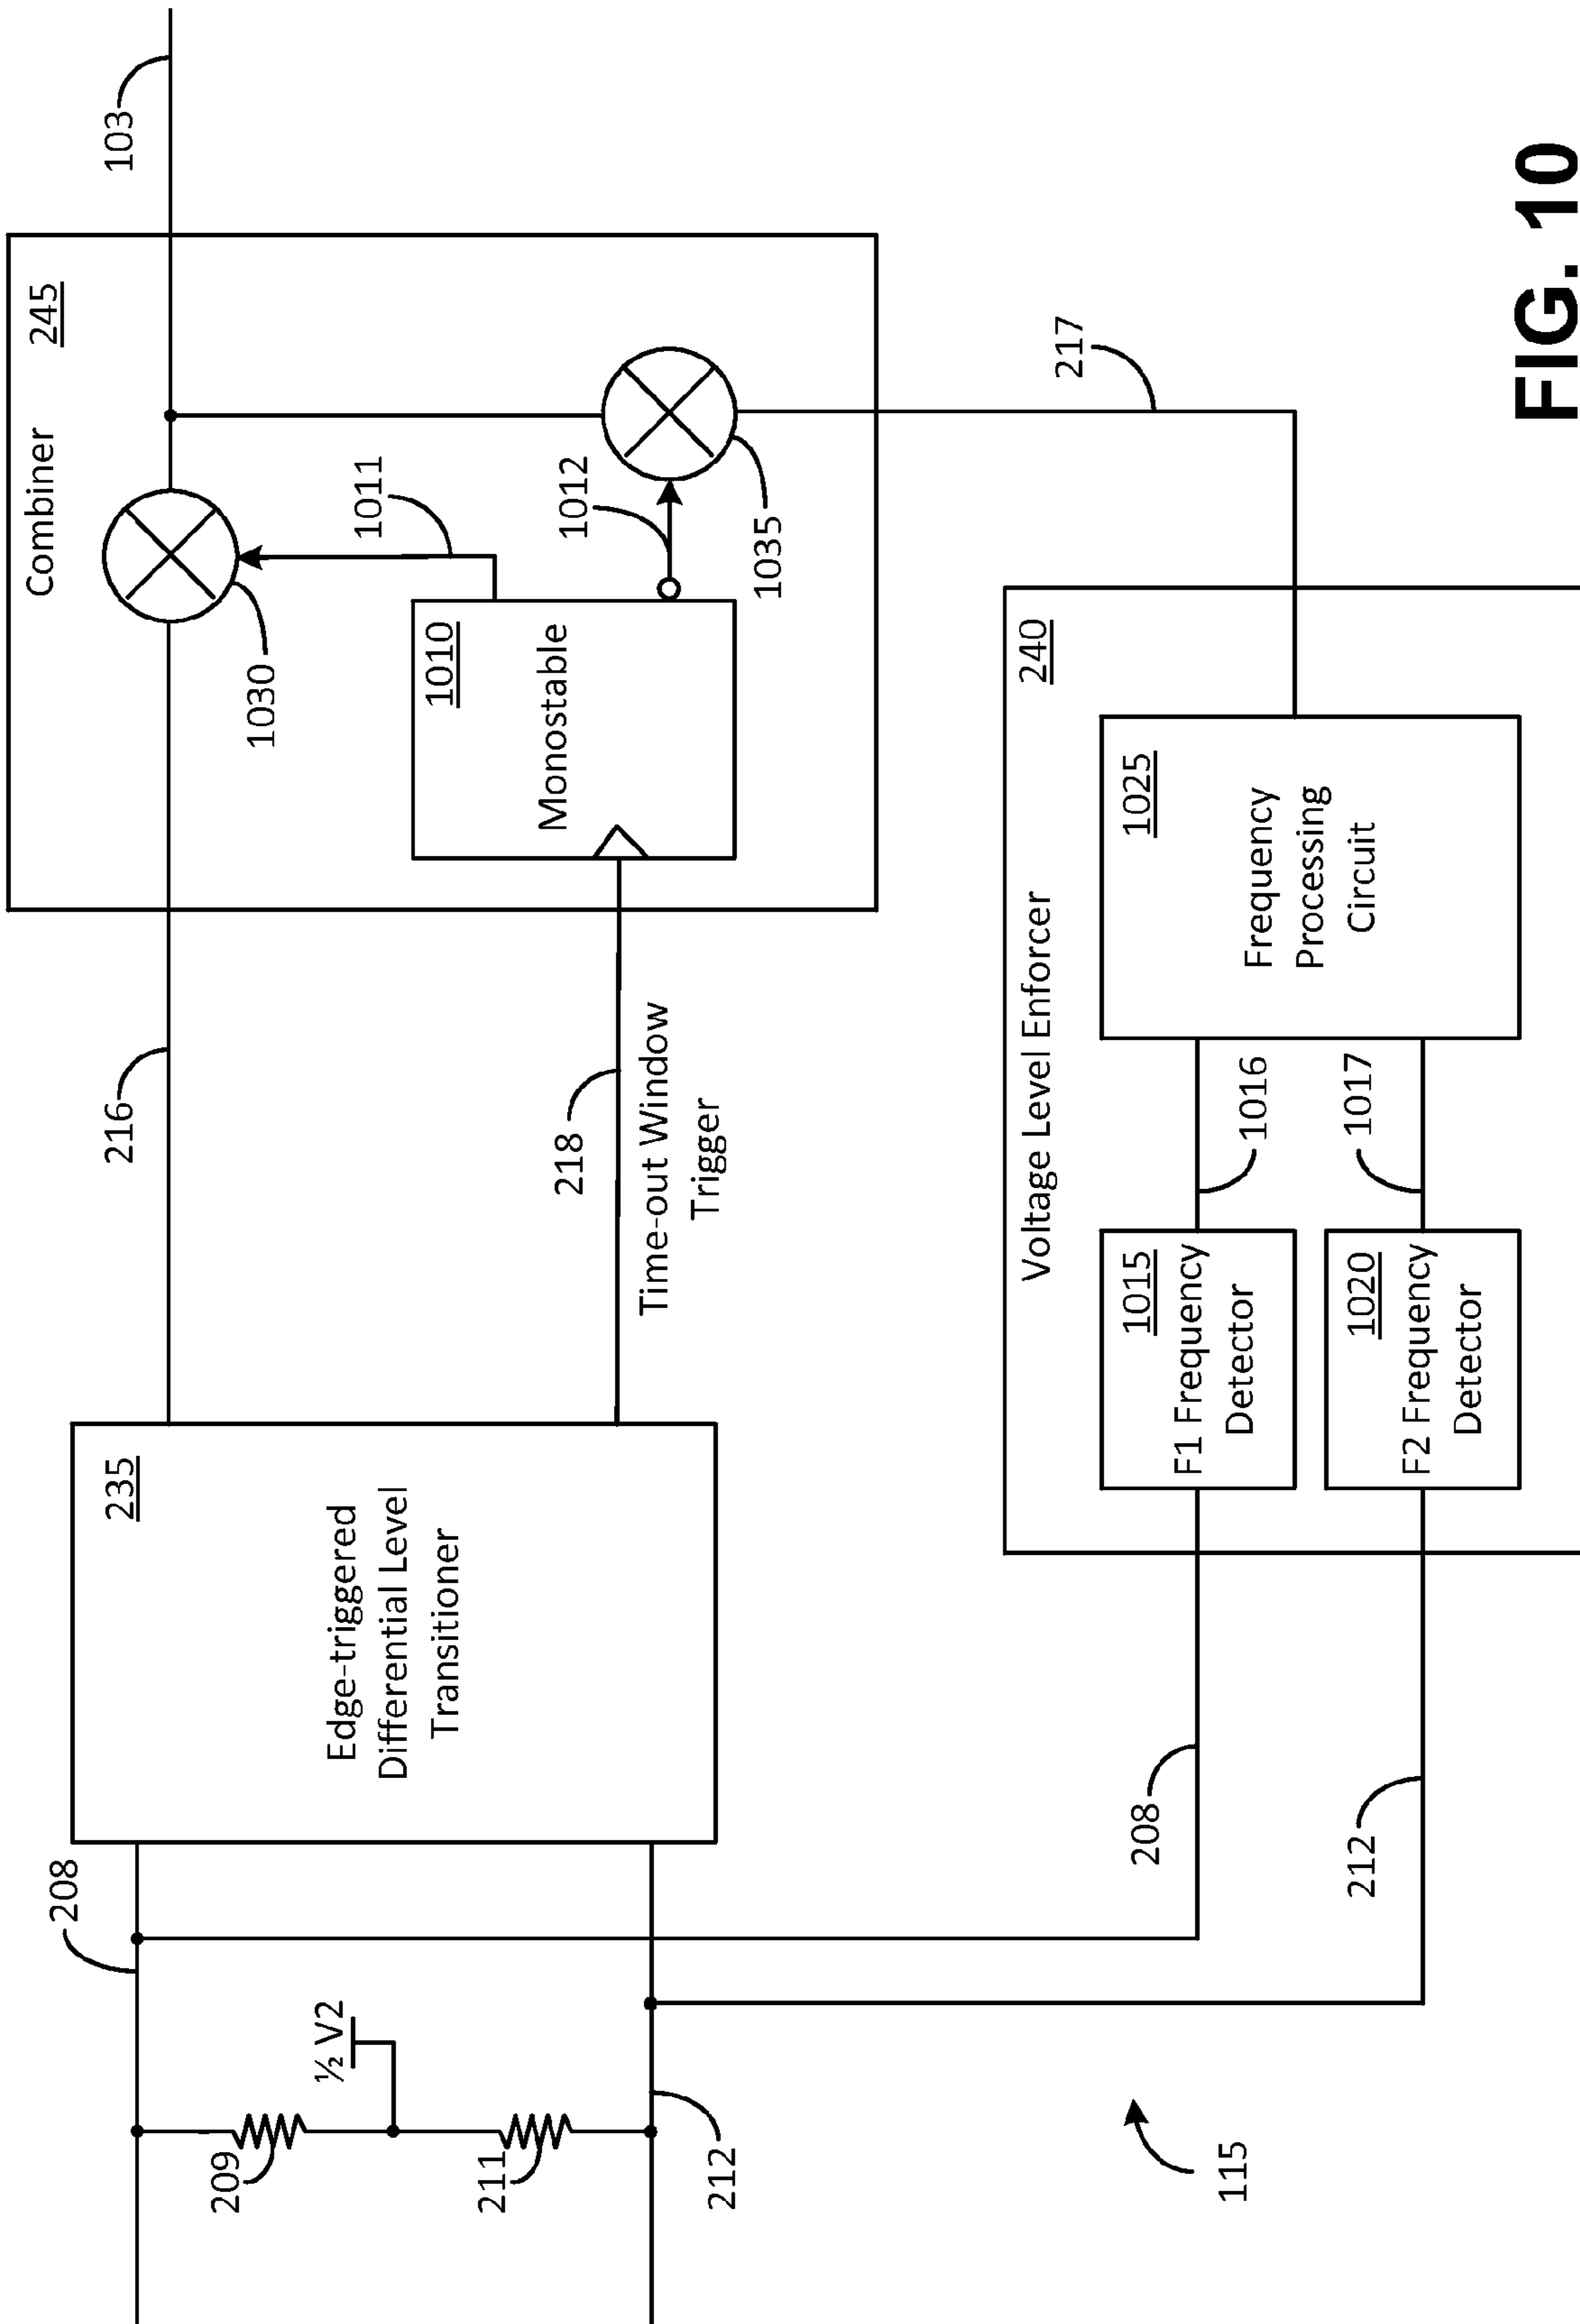 208
209
½ V2
211
212
115
235
Edge-triggered
Differential Level
Transitioner
216
218
Time-out Window
Trigger
Combiner
245
1030
1010
Monostable
1011
1012
1035
103
217
208
212
Voltage Level Enforcer
240
1015
F1 Frequency
Detector
1020
F2 Frequency
Detector
1016
1017
1025
Frequency
Processing
Circuit
FIG. 10